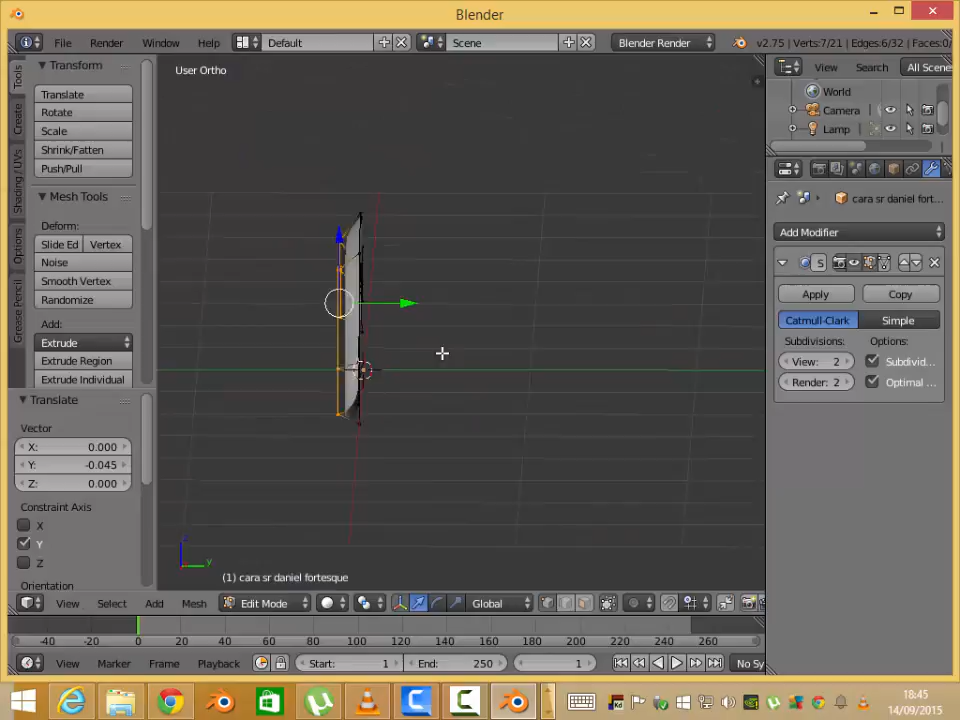 Blender
File Render Window Help Default Scene Blender Render v2.75 | Verts:7/21 | Edges:6/32 | Faces:0/
Tools
Create
Shading / UVs
Options
Grease Pencil
Transform
Translate
Rotate
Scale
Shrink/Fatten
Push/Pull
Mesh Tools
Deform:
Slide Ed Vertex
Noise
Smooth Vertex
Randomize
Add:
Extrude
Extrude Region
Extrude Individual
Translate
Vector
X: 0.000
Y: -0.045
Z: 0.000
Constraint Axis
X
Y
Z
Orientation
User Ortho
z
y
(1) cara sr daniel fortesque
View Select Add Mesh Edit Mode Global
View Search All Scene
World
Camera
Lamp
cara sr daniel fort...
Add Modifier
S
Apply Copy
Catmull-Clark Simple
Subdivisions: Options:
View: 2 Subdivid...
Render: 2 Optimal ...
-40 -20 0 20 40 60 80 100 120 140 160 180 200 220 240 260
View Marker Frame Playback Start: 1 End: 250 1 No Sy
18:45
14/09/2015